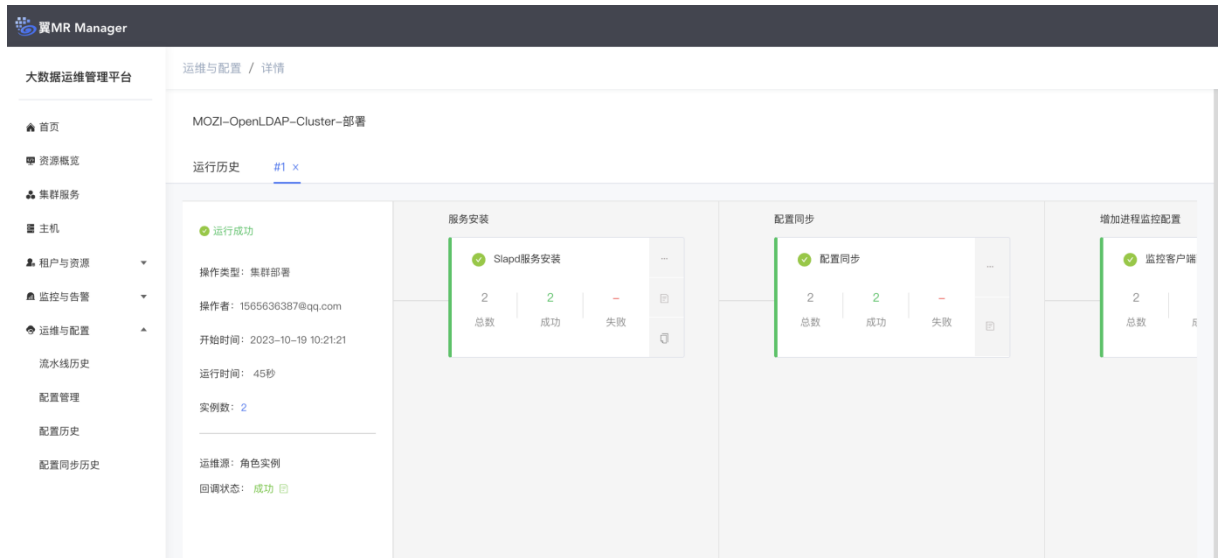 翼MR Manager
大数据运维管理平台
首页
资源概览
集群服务
主机
租户与资源
监控与告警
运维与配置
流水线历史
配置管理
配置历史
配置同步历史
运维与配置 / 详情
MOZI-OpenLDAP-Cluster-部署
运行历史 #1 ×
运行成功
操作类型: 集群部署
操作者: 1565636387@qq.com
开始时间: 2023-10-19 10:21:21
运行时间: 45秒
实例数: 2
运维源: 角色实例
回调状态: 成功
服务安装
Slapd服务安装
2 2 -
总数 成功 失败
配置同步
配置同步
2 2 -
总数 成功 失败
增加进程监控配置
监控客户端
2
总数